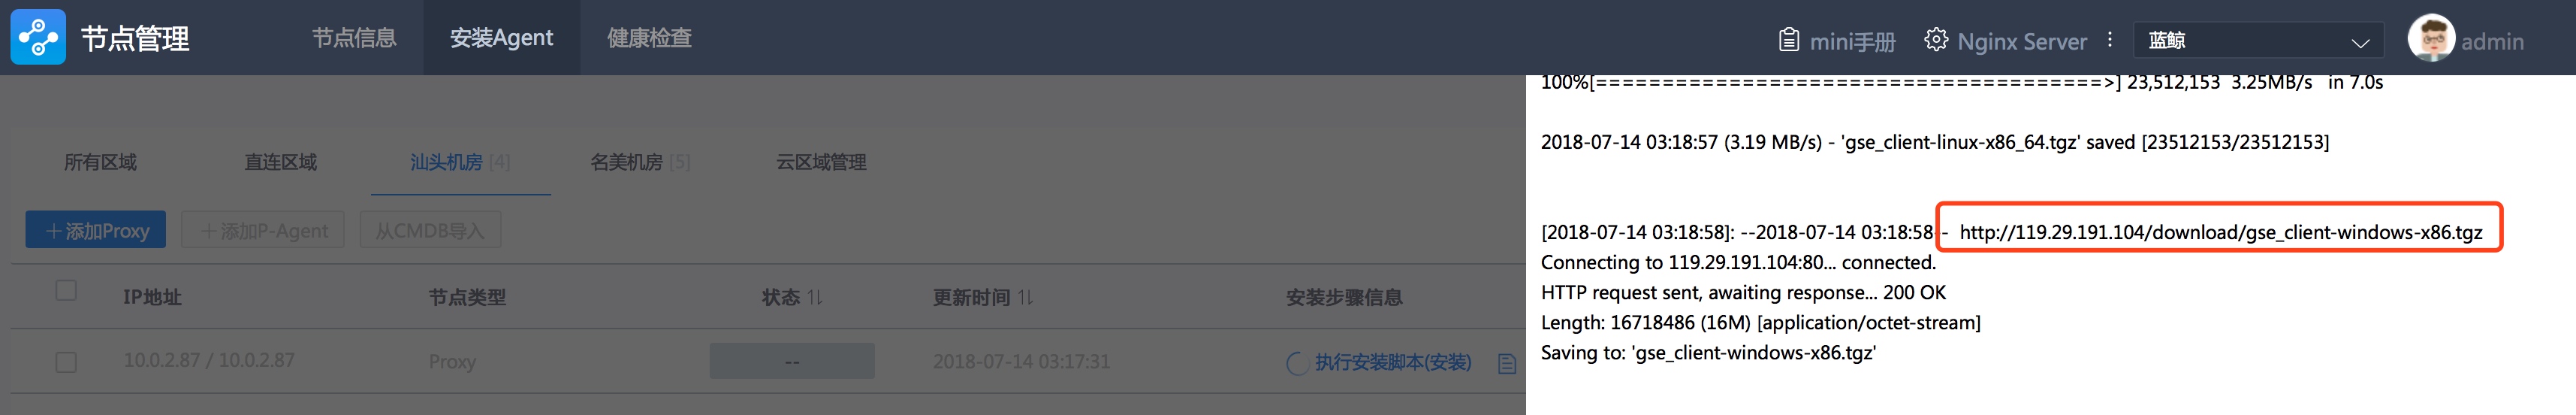 节点管理 节点信息 安装Agent 健康检查 mini手册 Nginx Server 蓝鲸 admin
所有区域 直连区域 汕头机房 [4] 名美机房 [5] 云区域管理
+添加Proxy +添加P-Agent 从CMDB导入
IP地址 节点类型 状态 更新时间 安装步骤信息
10.0.2.87 / 10.0.2.87 Proxy -- 2018-07-14 03:17:31 执行安装脚本(安装)
100%[======================================>] 23,512,153 3.25MB/s in 7.0s
2018-07-14 03:18:57 (3.19 MB/s) - 'gse_client-linux-x86_64.tgz' saved [23512153/23512153]
[2018-07-14 03:18:58]: --2018-07-14 03:18:58-- http://119.29.191.104/download/gse_client-windows-x86.tgz
Connecting to 119.29.191.104:80... connected.
HTTP request sent, awaiting response... 200 OK
Length: 16718486 (16M) [application/octet-stream]
Saving to: 'gse_client-windows-x86.tgz'